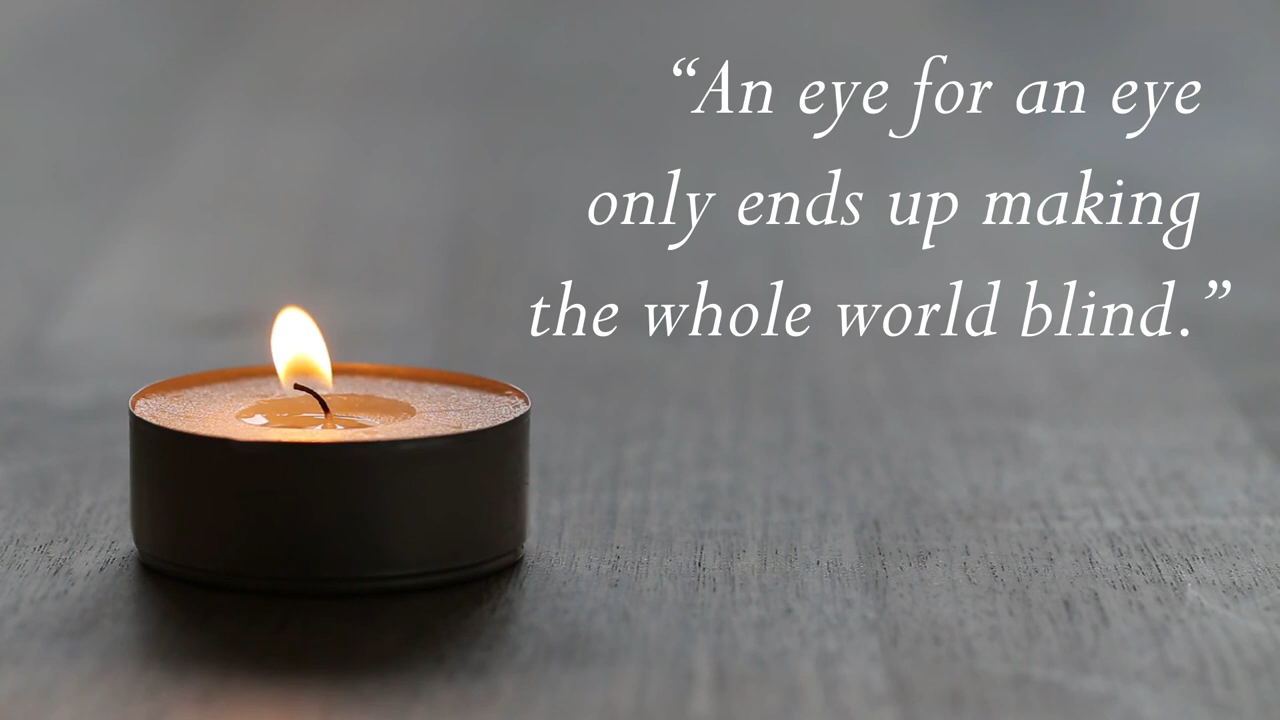 “An eye for an eye
only ends up making
the whole world blind.”